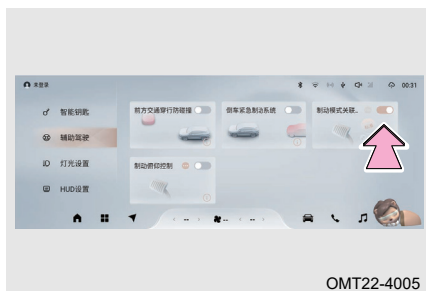 未登录 00:31
智能钥匙
辅助驾驶
灯光设置
HUD设置
前方交通穿行防碰撞
倒车紧急制动系统
制动模式关联..
制动俯仰控制
OMT22-4005